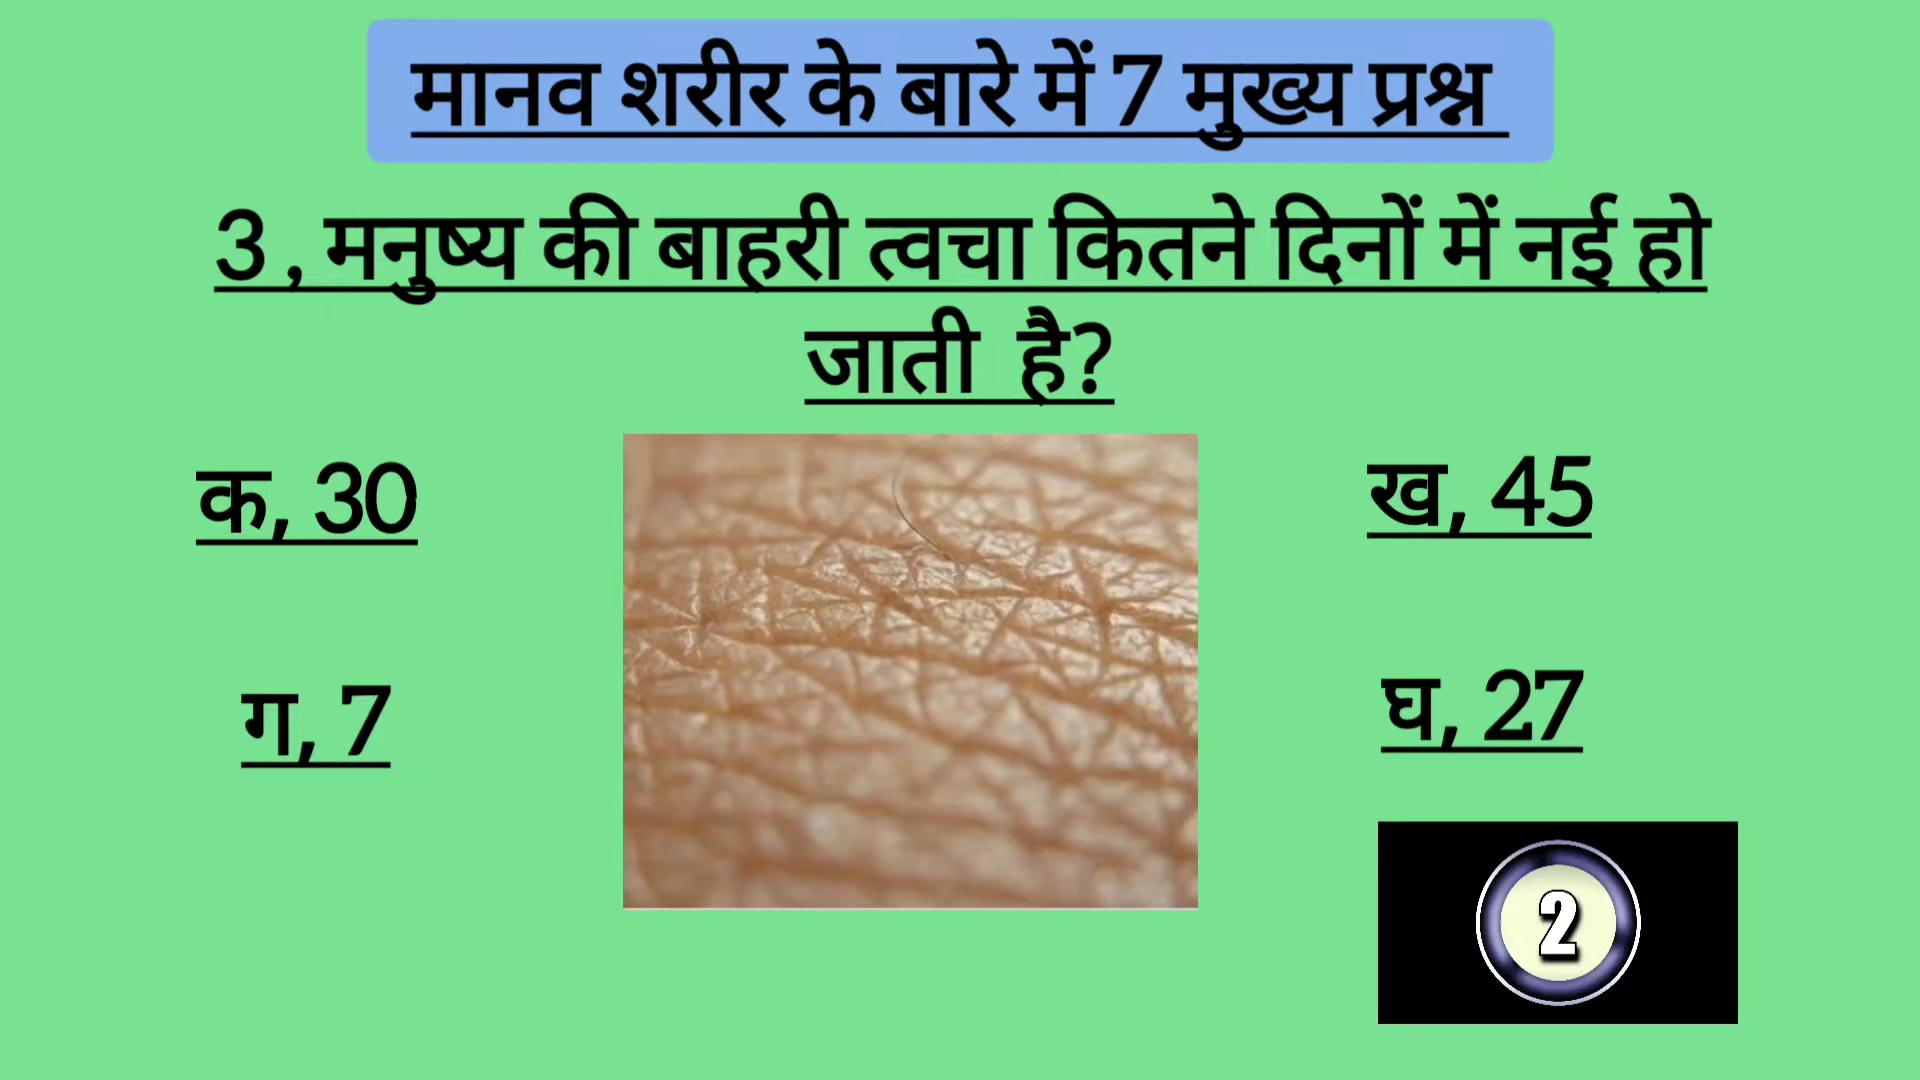 मानव शरीर के बारे में 7 मुख्य प्रश्न
3 , मनुष्य की बाहरी त्वचा कितने दिनों में नई हो
जाती है?
क, 30
ख, 45
ग, 7
घ, 27
2